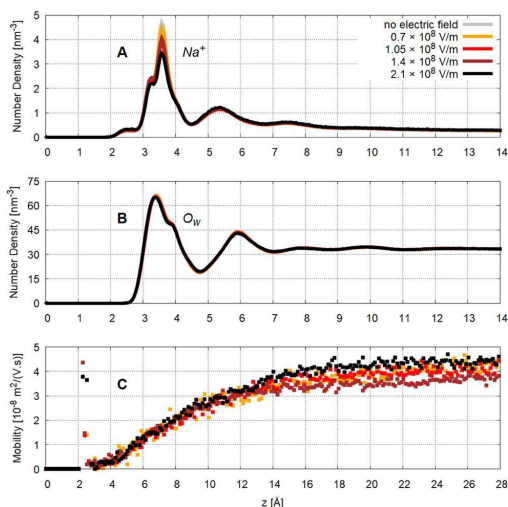 5
4
3
2
1
0
Number Density [nm⁻³]
A
Na⁺
no electric field
0.7 × 10⁸ V/m
1.05 × 10⁸ V/m
1.4 × 10⁸ V/m
2.1 × 10⁸ V/m
0 1 2 3 4 5 6 7 8 9 10 11 12 13 14
75
60
45
30
15
0
Number Density [nm⁻³]
B
O_W
0 1 2 3 4 5 6 7 8 9 10 11 12 13 14
5
4
3
2
1
0
Mobility [10⁻⁸ m²/(V.s)]
C
0 2 4 6 8 10 12 14 16 18 20 22 24 26 28
z [Å]